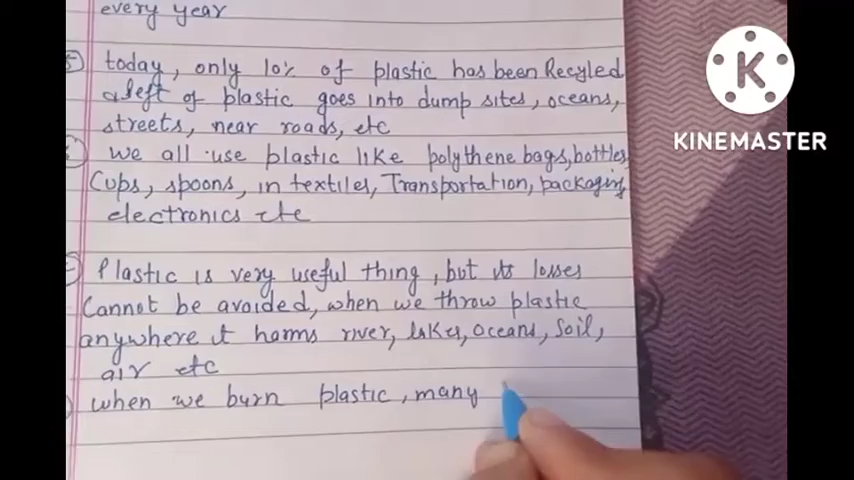 every year
5) today, only 10% of plastic has been Recyled
& left of plastic goes into dump sites, oceans,
streets, near roads, etc
we all use plastic like polythene bags, bottles
Cups, spoons, in textiles, Transportation, packaging
electronics etc
Plastic is very useful thing, but its losses
Cannot be avoided, when we throw plastic
anywhere it harms river, lakes, oceans, soil,
air etc
when we burn plastic, many
K
KINEMASTER